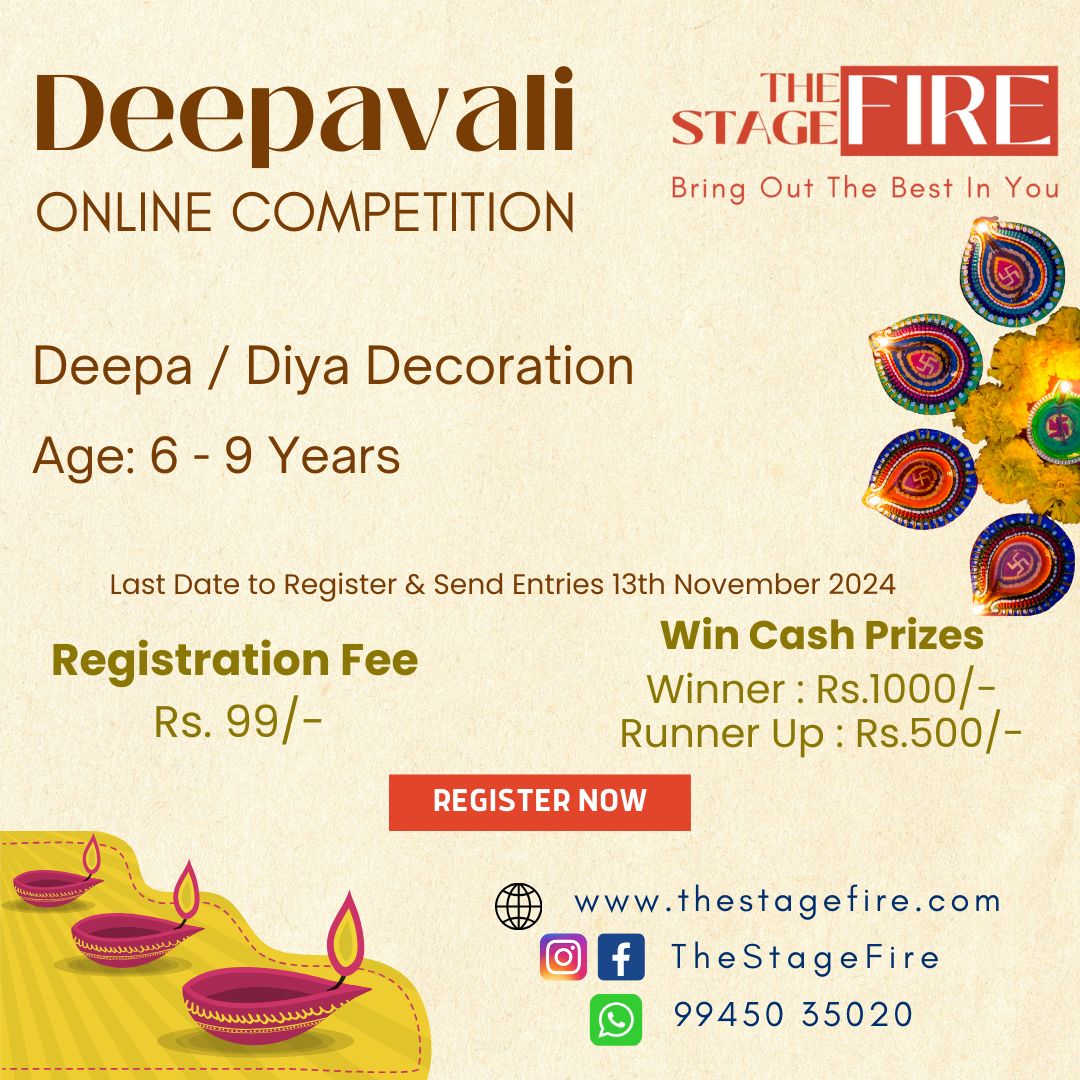 Deepavali
ONLINE COMPETITION
THE
STAGE
FIRE
Bring Out The Best In You
Deepa / Diya Decoration
Age: 6 - 9 Years
Last Date to Register & Send Entries 13th November 2024
Registration Fee
Rs. 99/-
Win Cash Prizes
Winner : Rs.1000/-
Runner Up : Rs.500/-
REGISTER NOW
www.thestagefire.com
TheStageFire
99450 35020